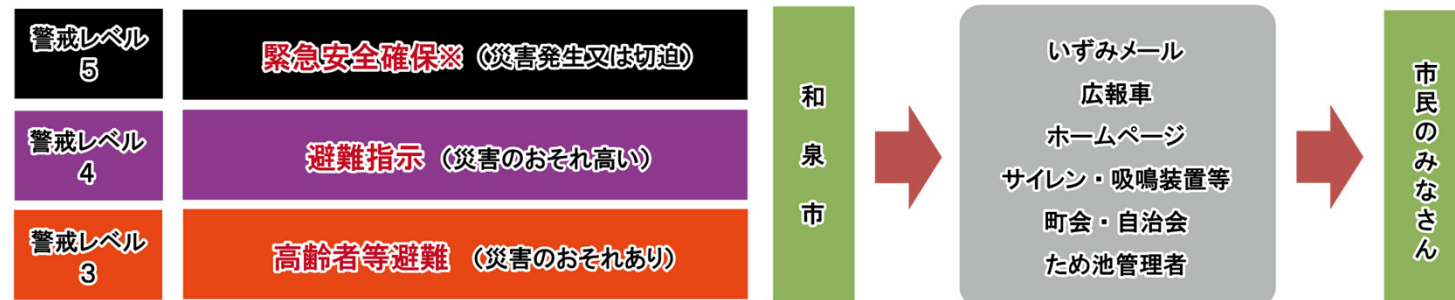 警戒レベル
5
緊急安全確保※（災害発生又は切迫）
警戒レベル
4
避難指示（災害のおそれ高い）
警戒レベル
3
高齢者等避難（災害のおそれあり）
和泉市
いずみメール
広報車
ホームページ
サイレン・吸鳴装置等
町会・自治会
ため池管理者
市民のみなさん